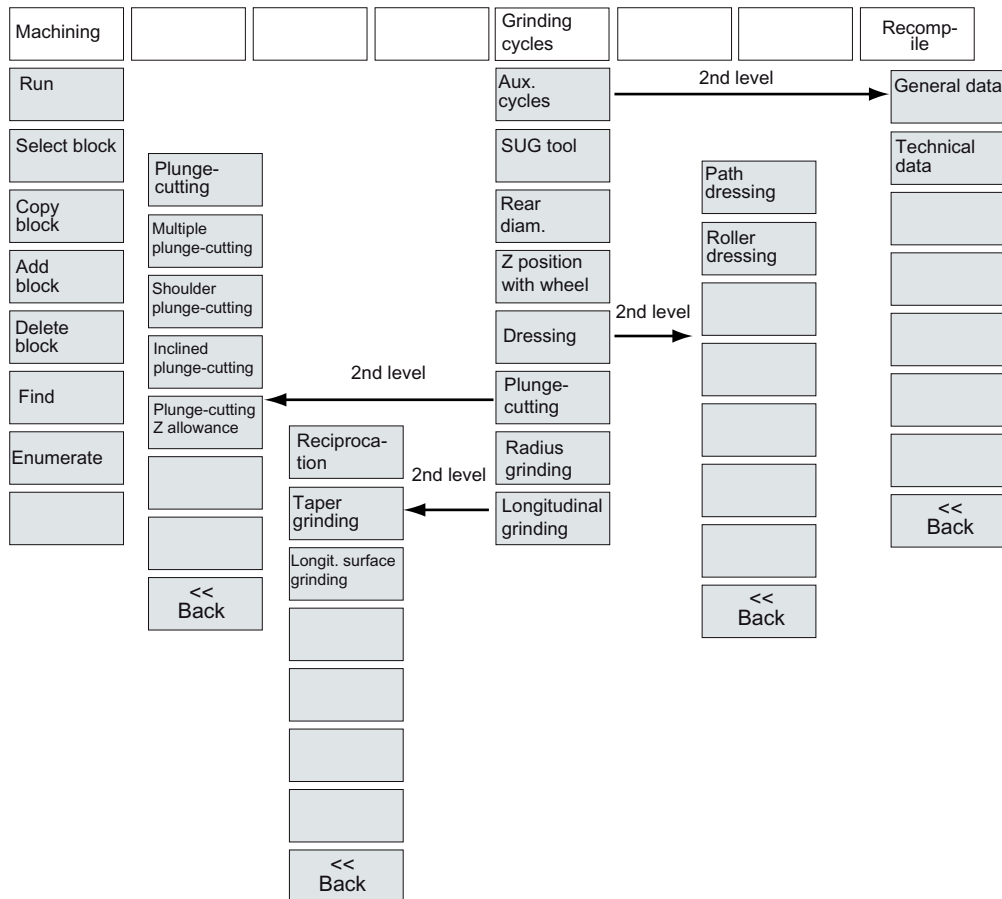 Machining
Grinding
cycles
Recomp-
ile
Run
Select block
Copy
block
Add
block
Delete
block
Find
Enumerate
Plunge-
cutting
Multiple
plunge-cutting
Shoulder
plunge-cutting
Inclined
plunge-cutting
Plunge-cutting
Z allowance
<<
Back
Reciproca-
tion
Taper
grinding
Longit. surface
grinding
<<
Back
2nd level
2nd level
Aux.
cycles
SUG tool
Rear
diam.
Z position
with wheel
Dressing
Plunge-
cutting
Radius
grinding
Longitudinal
grinding
2nd level
2nd level
Path
dressing
Roller
dressing
<<
Back
General data
Technical
data
<<
Back